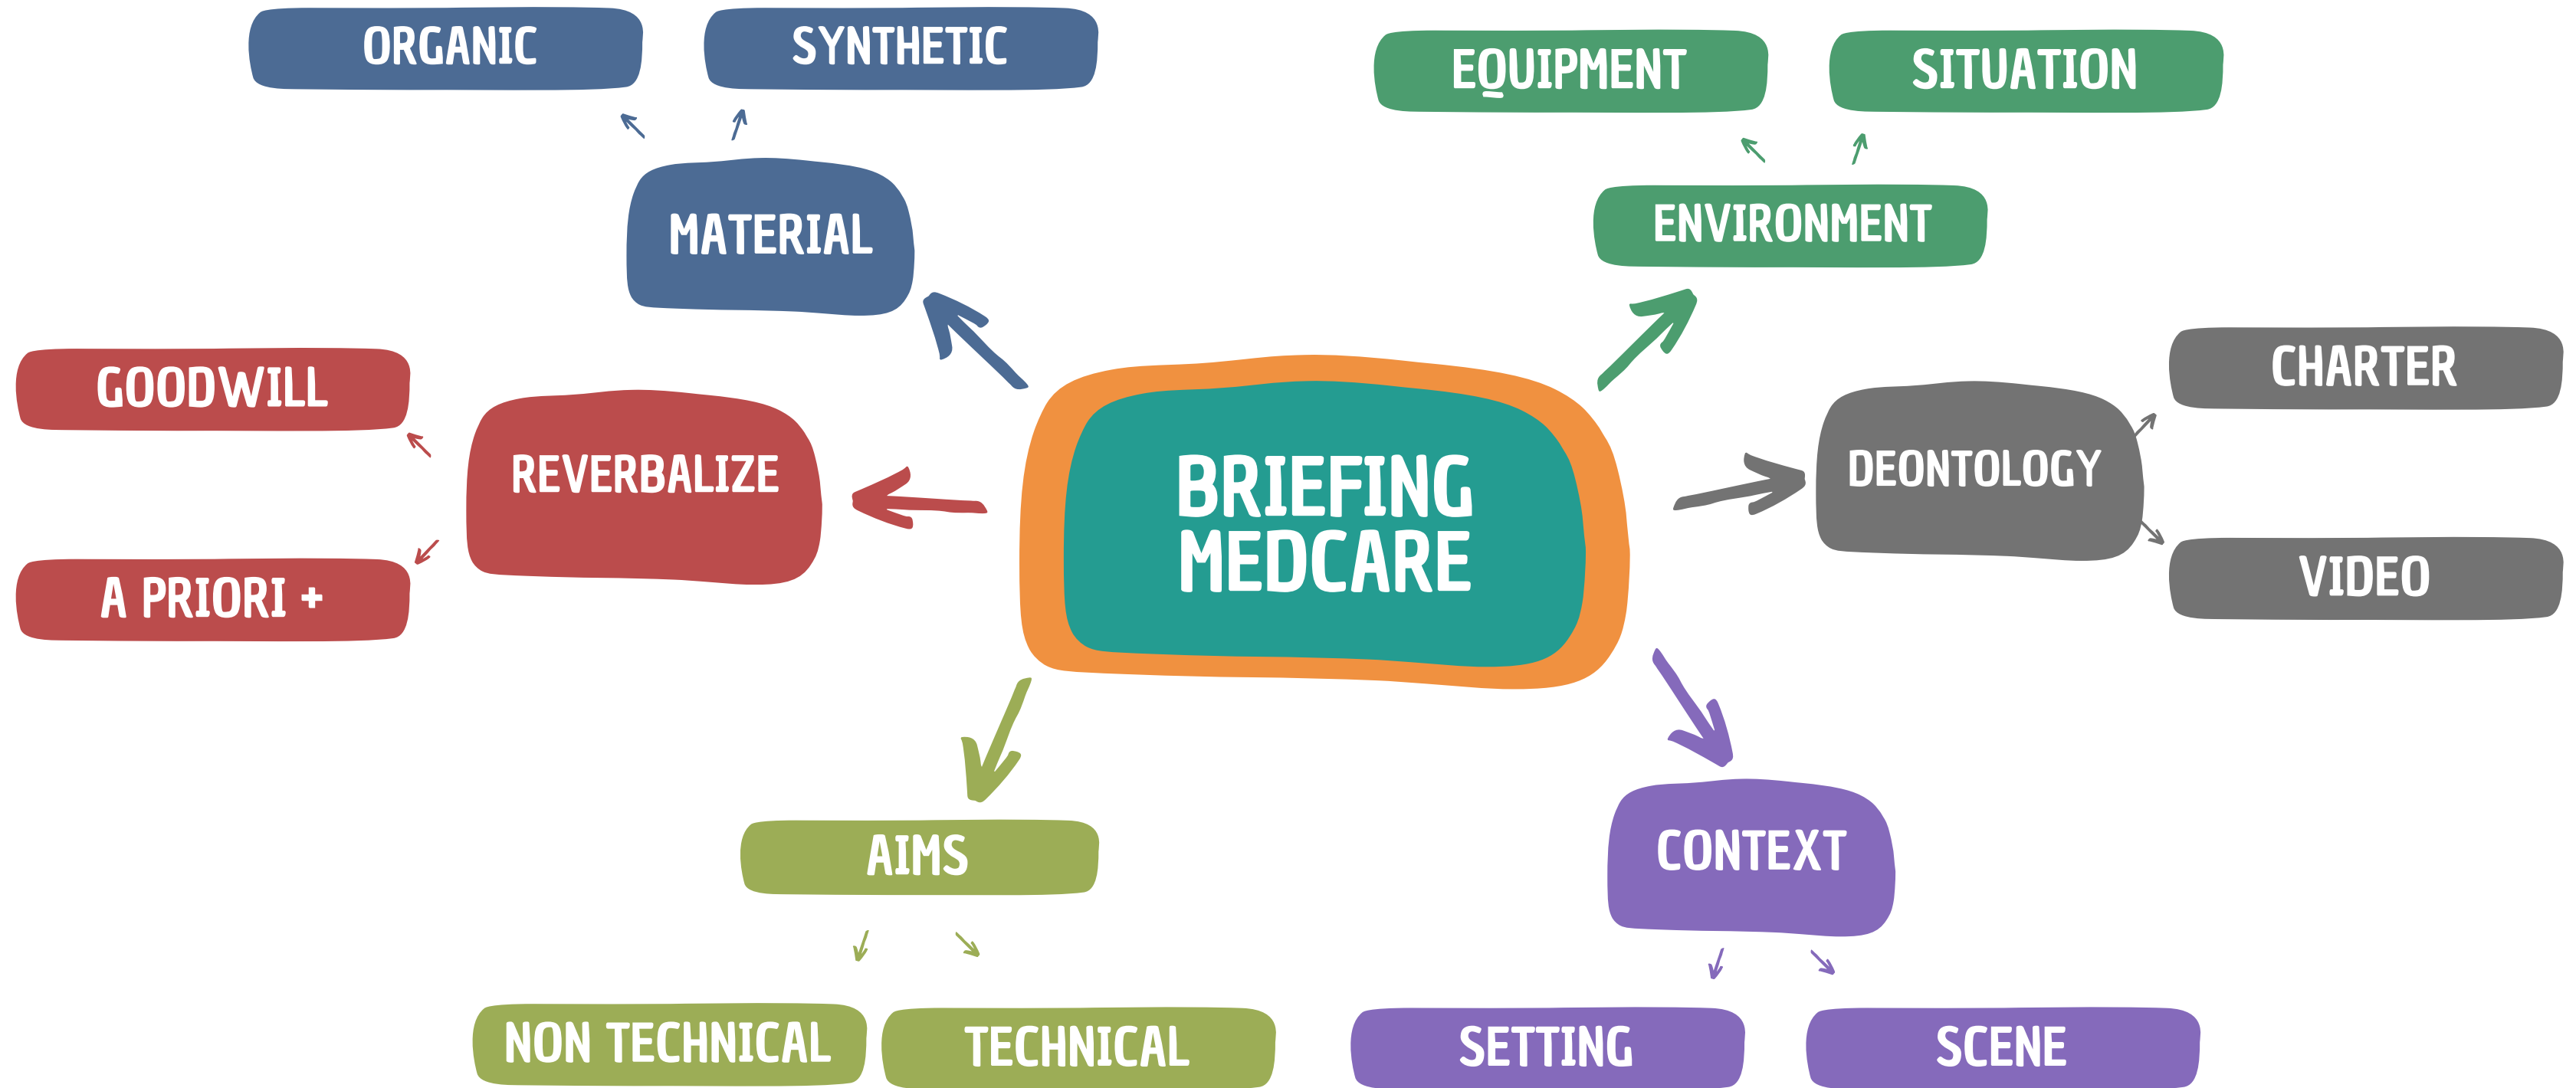 ORGANIC
SYNTHETIC
EQUIPMENT
SITUATION
MATERIAL
ENVIRONMENT
GOODWILL
CHARTER
REVERBALIZE
BRIEFING
MEDCARE
DEONTOLOGY
A PRIORI +
VIDEO
AIMS
CONTEXT
NON TECHNICAL
TECHNICAL
SETTING
SCENE